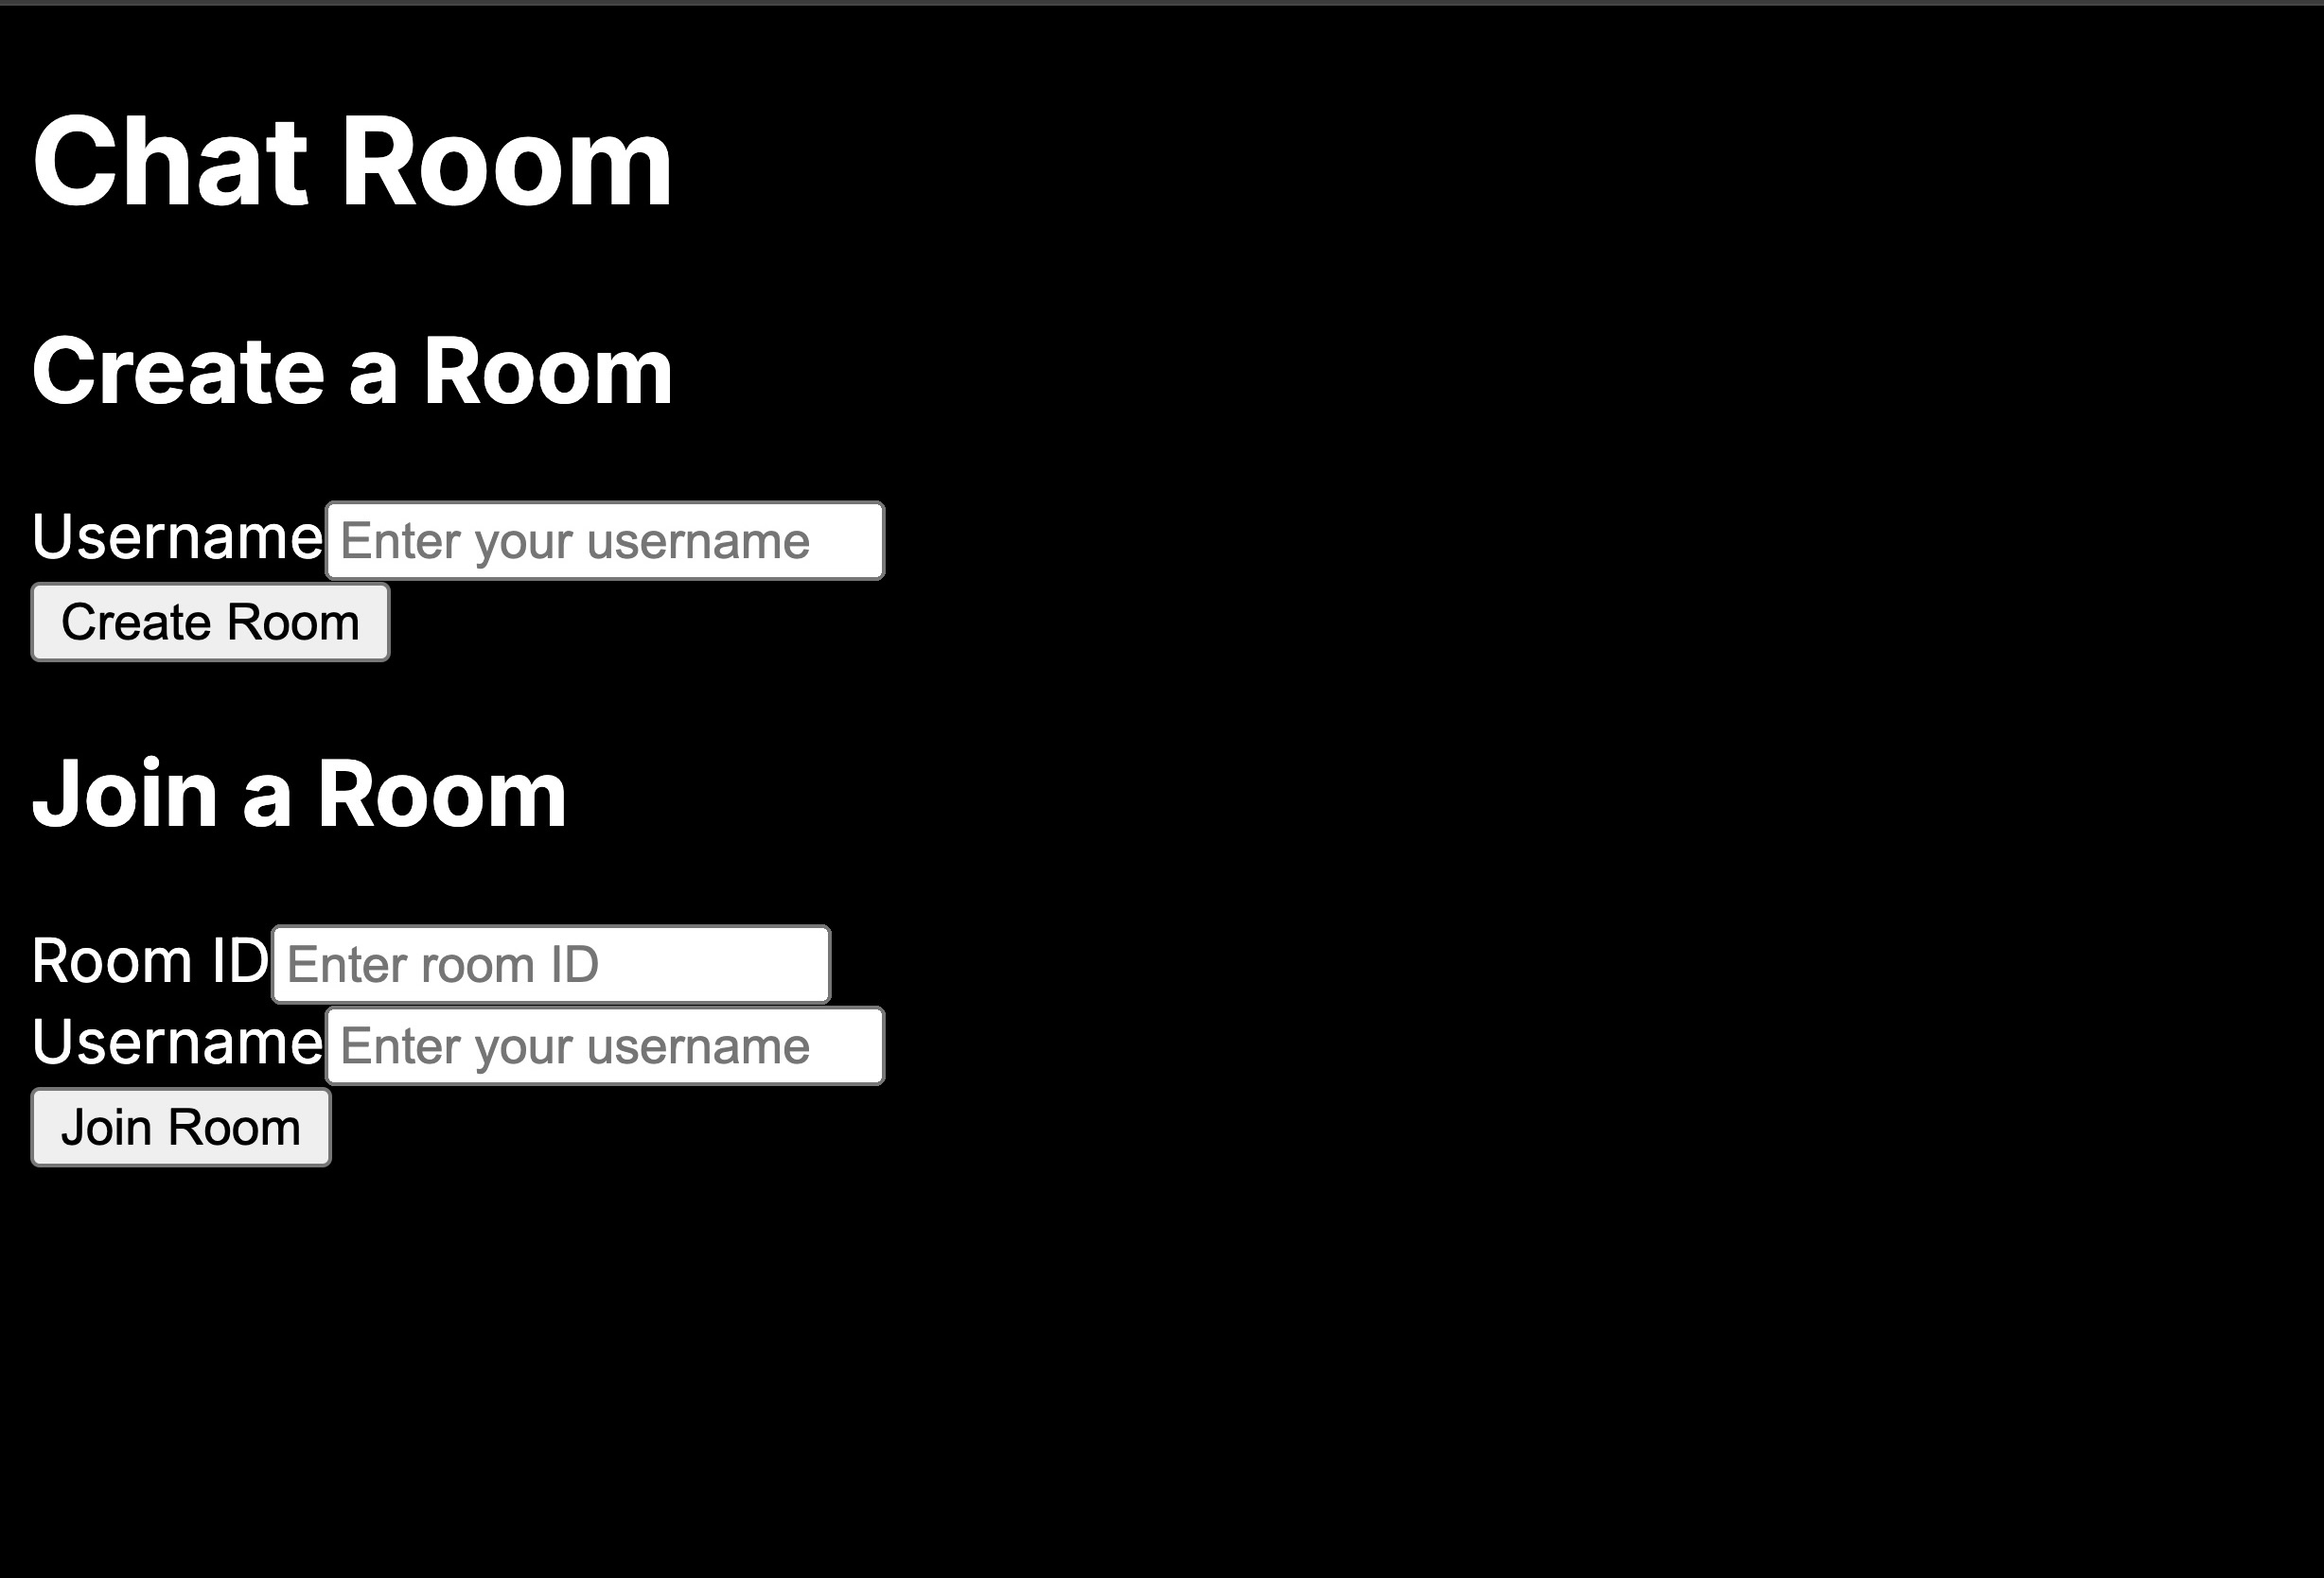 Chat Room
Create a Room
Username Enter your username
Create Room
Join a Room
Room ID Enter room ID
Username Enter your username
Join Room